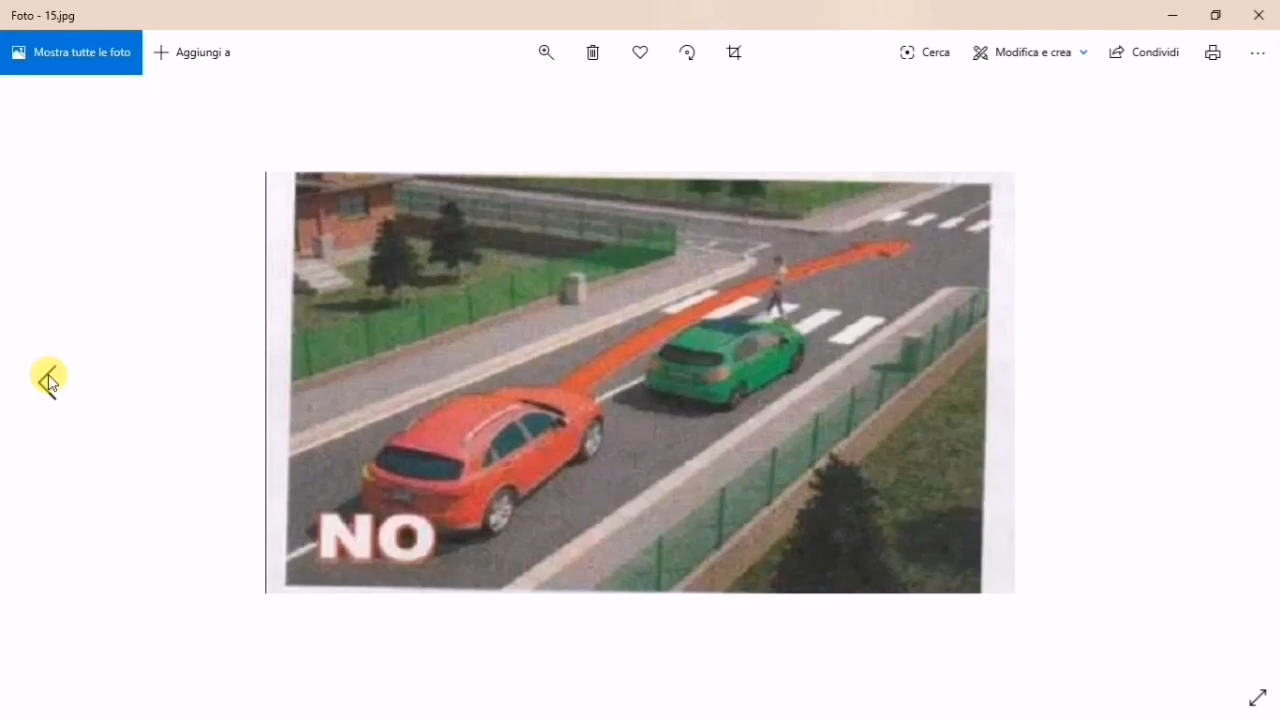 Foto - 15.jpg
Mostra tutte le foto
Aggiungi a
Cerca
Modifica e crea
Condividi
NO